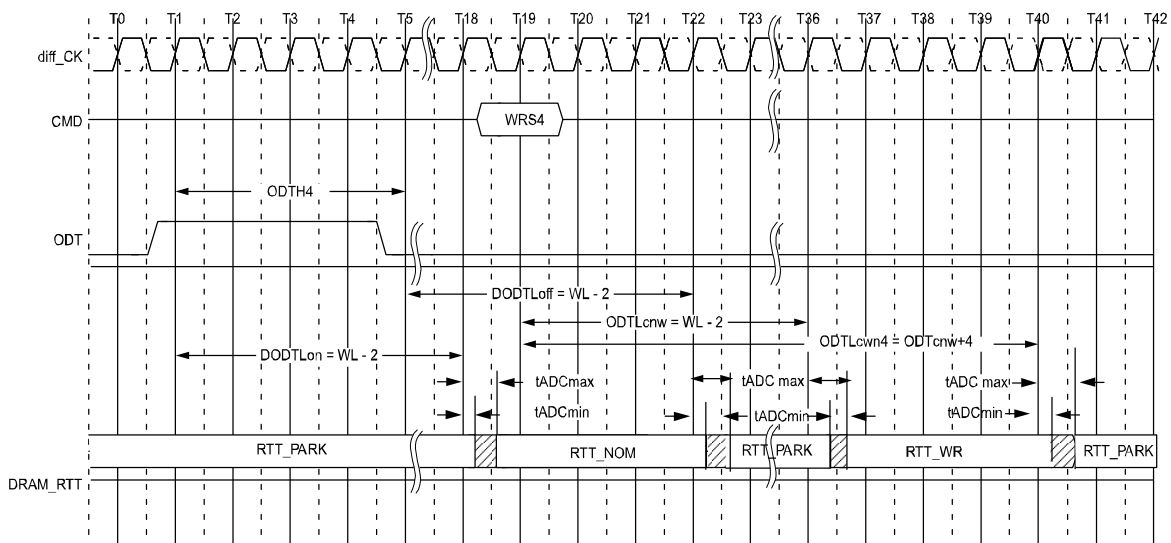 T0 T1 T2 T3 T4 T5 T18 T19 T20 T21 T22 T23 T36 T37 T38 T39 T40 T41 T42
diff_CK
CMD WRS4
ODTH4
ODT
DODTLoff = WL - 2
ODTLcnw = WL - 2
ODTLcwn4 = ODTcnw+4
DODTLon = WL - 2
tADCmax tADC max tADC max
tADCmin tADCmin tADCmin
RTT_PARK RTT_NOM RTT_PARK RTT_WR RTT_PARK
DRAM_RTT